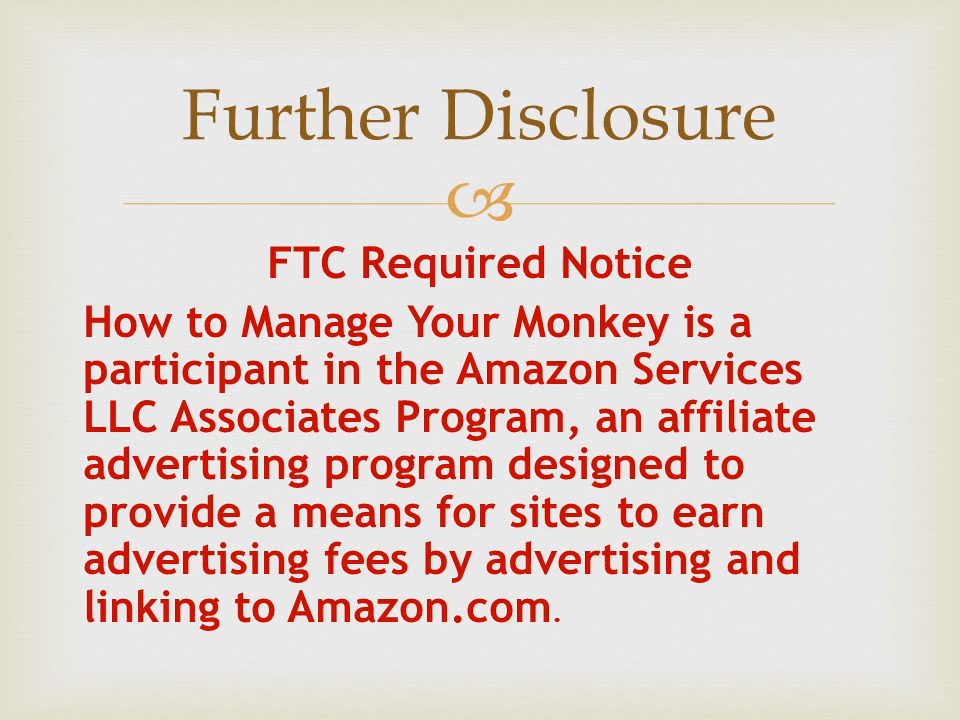 Further Disclosure
FTC Required Notice
How to Manage Your Monkey is a
participant in the Amazon Services
LLC Associates Program, an affiliate
advertising program designed to
provide a means for sites to earn
advertising fees by advertising and
linking to Amazon.com.